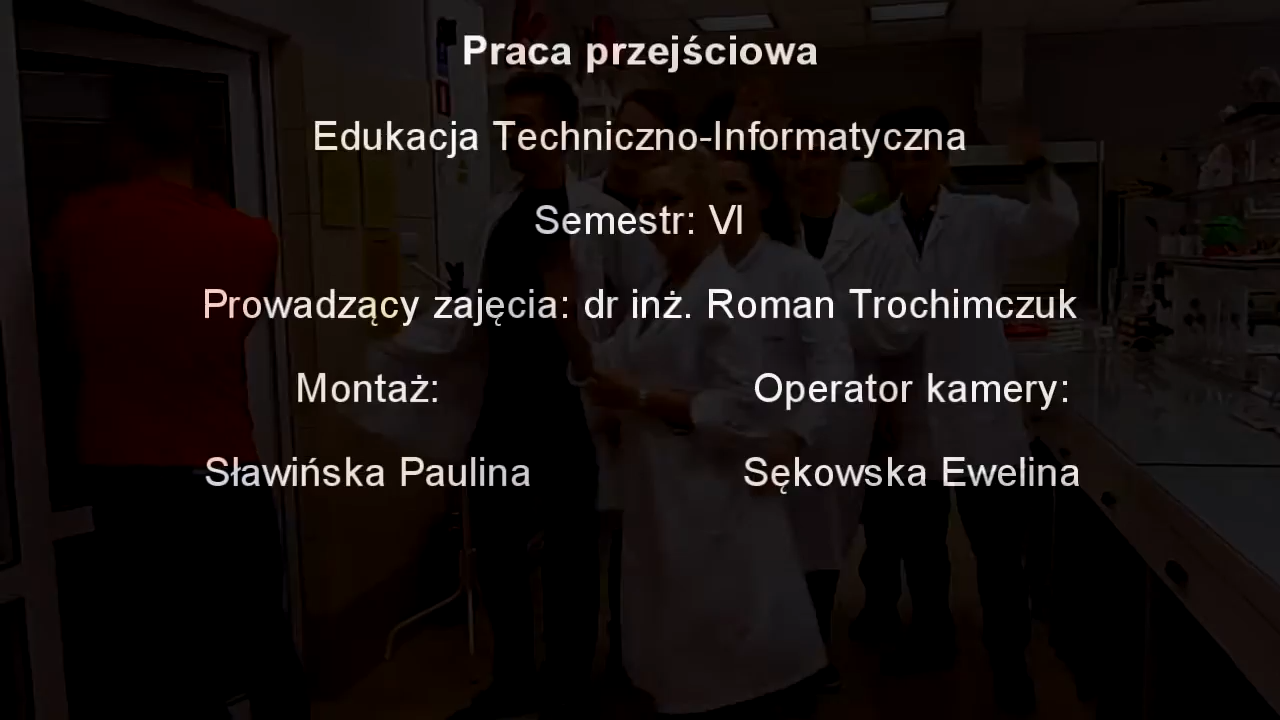 Praca przejściowa
Edukacja Techniczno-Informatyczna
Semestr: VI
Prowadzący zajęcia: dr inż. Roman Trochimczuk
Montaż: Operator kamery:
Sławińska Paulina Sękowska Ewelina